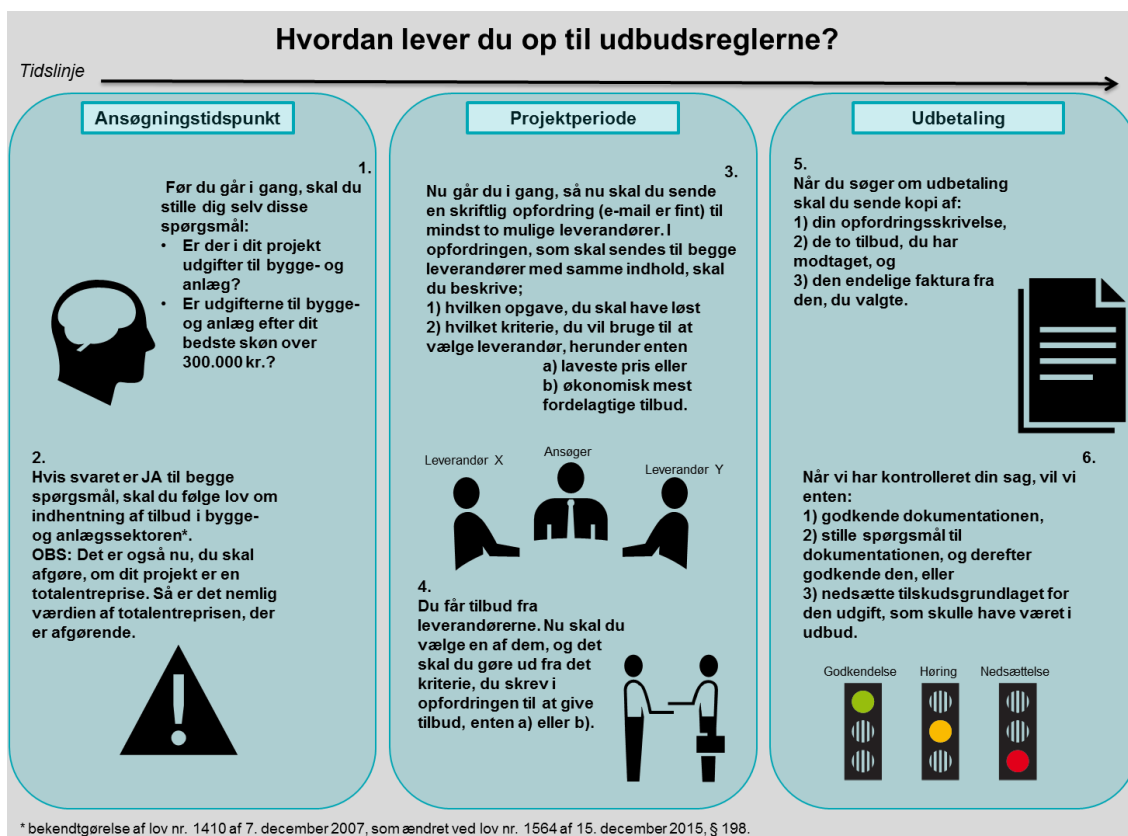 Hvordan lever du op til udbudsreglerne?
Tidslinje
Ansøgningstidspunkt
1.
Før du går i gang, skal du
stille dig selv disse
spørgsmål:
• Er der i dit projekt
udgifter til bygge- og
anlæg?
• Er udgifterne til bygge-
og anlæg efter dit
bedste skøn over
300.000 kr.?
2.
Hvis svaret er JA til begge
spørgsmål, skal du følge lov om
indhentning af tilbud i bygge-
og anlægssektoren*.
OBS: Det er også nu, du skal
afgøre, om dit projekt er en
totalentreprise. Så er det nemlig
værdien af totalentreprisen, der
er afgørende.
Projektperiode
3.
Nu går du i gang, så nu skal du sende
en skriftlig opfordring (e-mail er fint) til
mindst to mulige leverandører. I
opfordringen, som skal sendes til begge
leverandører med samme indhold, skal
du beskrive;
1) hvilken opgave, du skal have løst
2) hvilket kriterie, du vil bruge til at
vælge leverandør, herunder enten
a) laveste pris eller
b) økonomisk mest
fordelagtige tilbud.
Leverandør X
Ansøger
Leverandør Y
4.
Du får tilbud fra
leverandørerne. Nu skal du
vælge en af dem, og det
skal du gøre ud fra det
kriterie, du skrev i
opfordringen til at give
tilbud, enten a) eller b).
Udbetaling
5.
Når du søger om udbetaling
skal du sende kopi af:
1) din opfordringsskrivelse,
2) de to tilbud, du har
modtaget, og
3) den endelige faktura fra
den, du valgte.
6.
Når vi har kontrolleret din sag, vil vi
enten:
1) godkende dokumentationen,
2) stille spørgsmål til
dokumentationen, og derefter
godkende den, eller
3) nedsætte tilskudsgrundlaget for
den udgift, som skulle have været i
udbud.
Godkendelse
Høring
Nedsættelse
* bekendtgørelse af lov nr. 1410 af 7. december 2007, som ændret ved lov nr. 1564 af 15. december 2015, § 198.